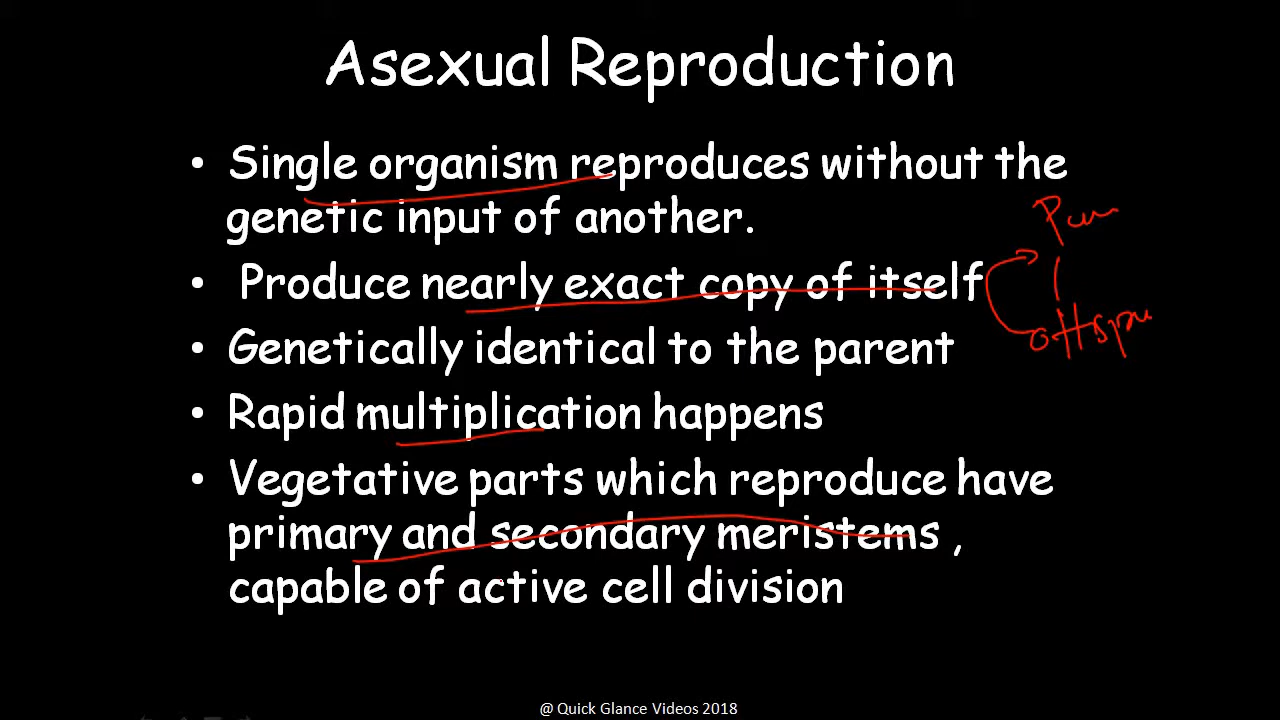 Asexual Reproduction
• Single organism reproduces without the
genetic input of another.
• Produce nearly exact copy of itself
• Genetically identical to the parent
• Rapid multiplication happens
• Vegetative parts which reproduce have
primary and secondary meristems ,
capable of active cell division
@ Quick Glance Videos 2018